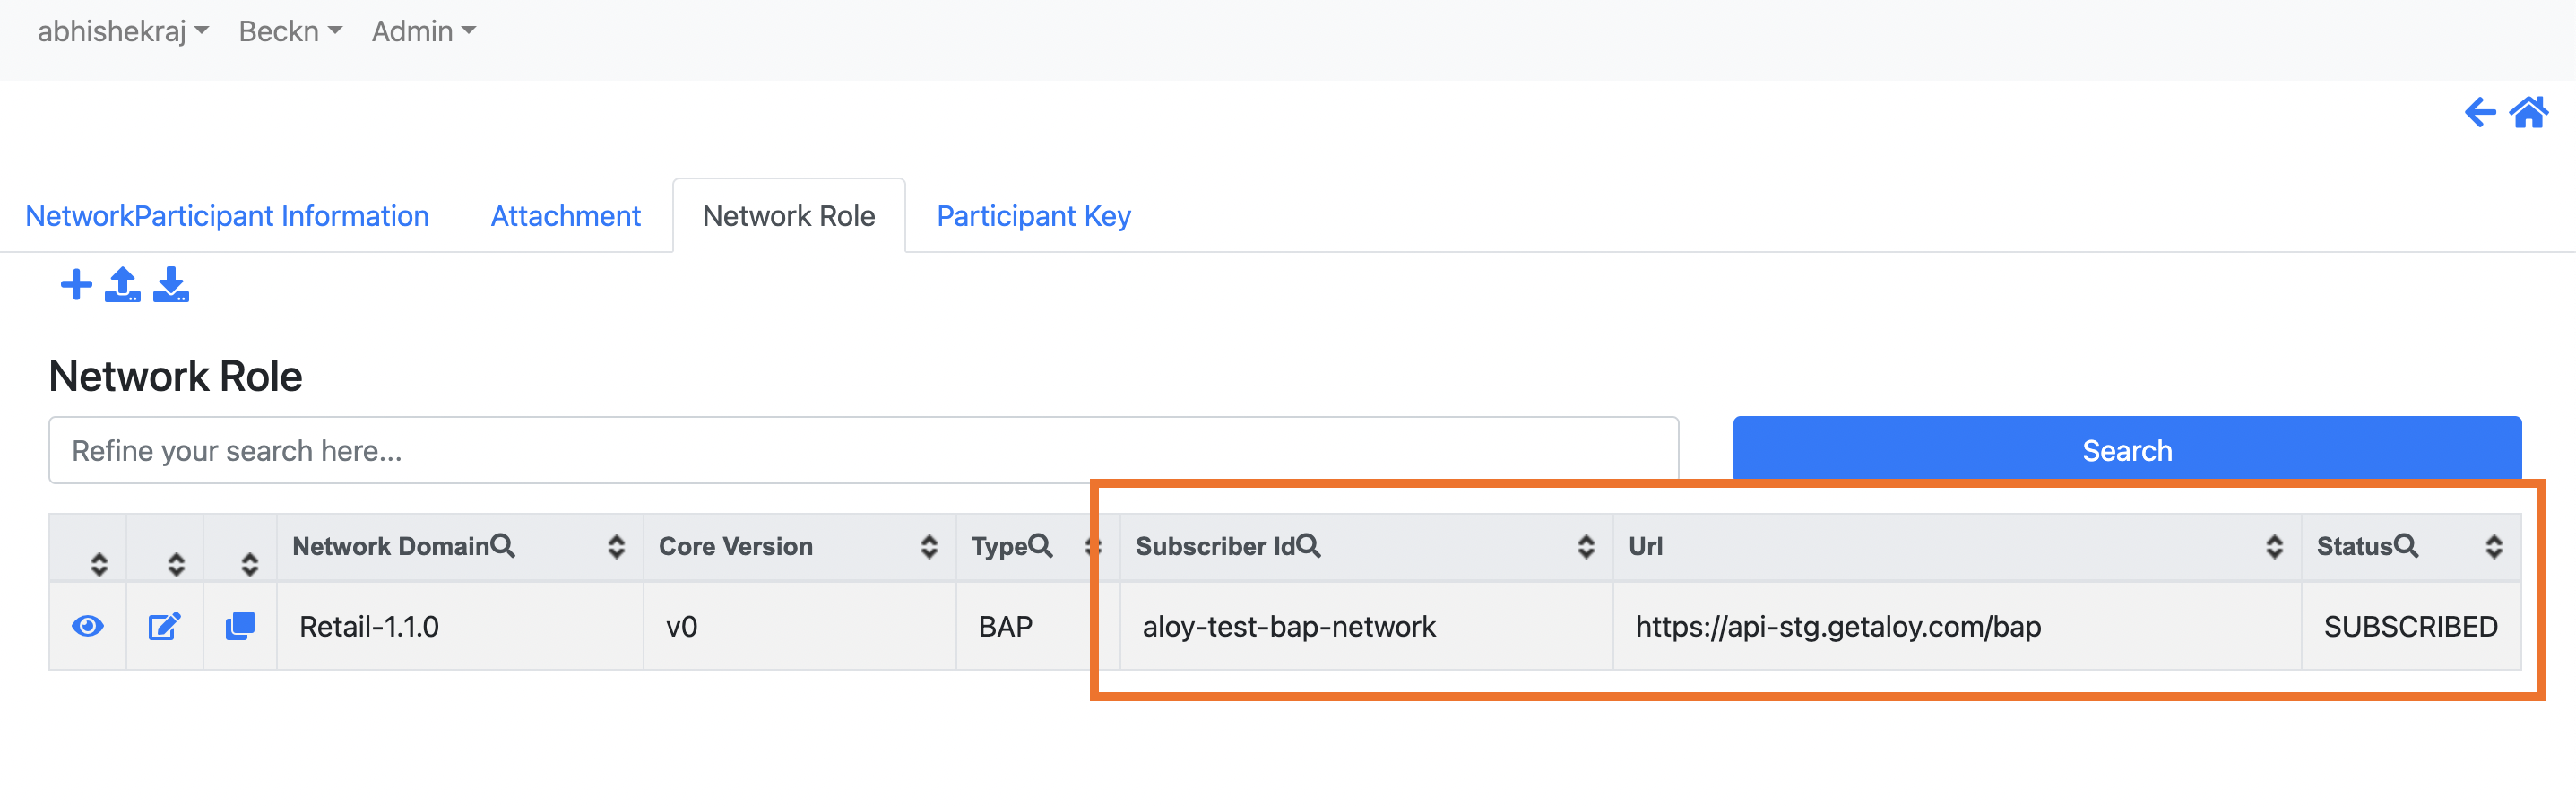 abhishekraj Beckn Admin
NetworkParticipant Information Attachment Network Role Participant Key
Network Role
Refine your search here...
Search
Network Domain Core Version Type Subscriber Id Url Status
Retail-1.1.0 v0 BAP aloy-test-bap-network https://api-stg.getaloy.com/bap SUBSCRIBED